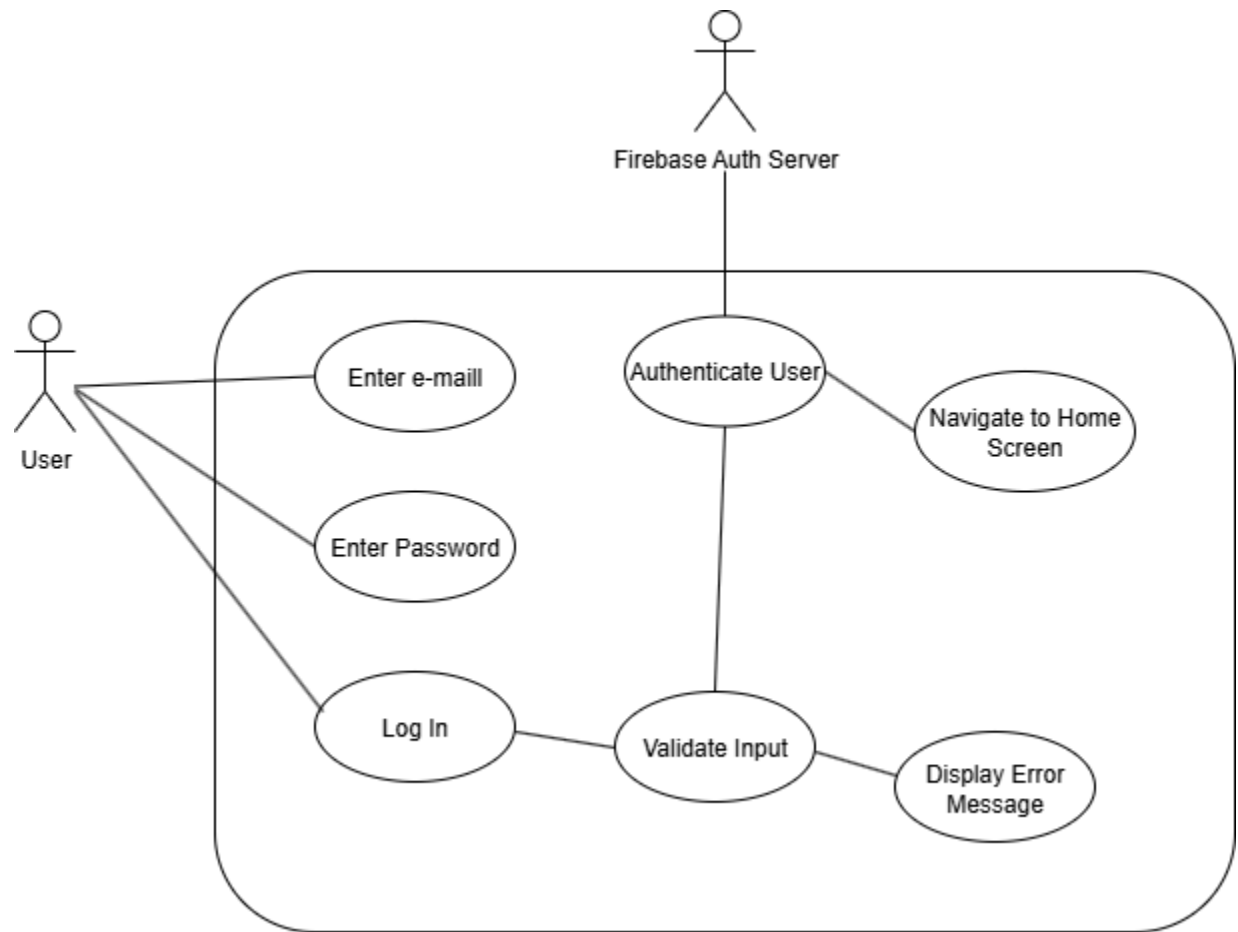 Firebase Auth Server
User
Enter e-maill
Authenticate User
Navigate to Home
Screen
Enter Password
Log In
Validate Input
Display Error
Message